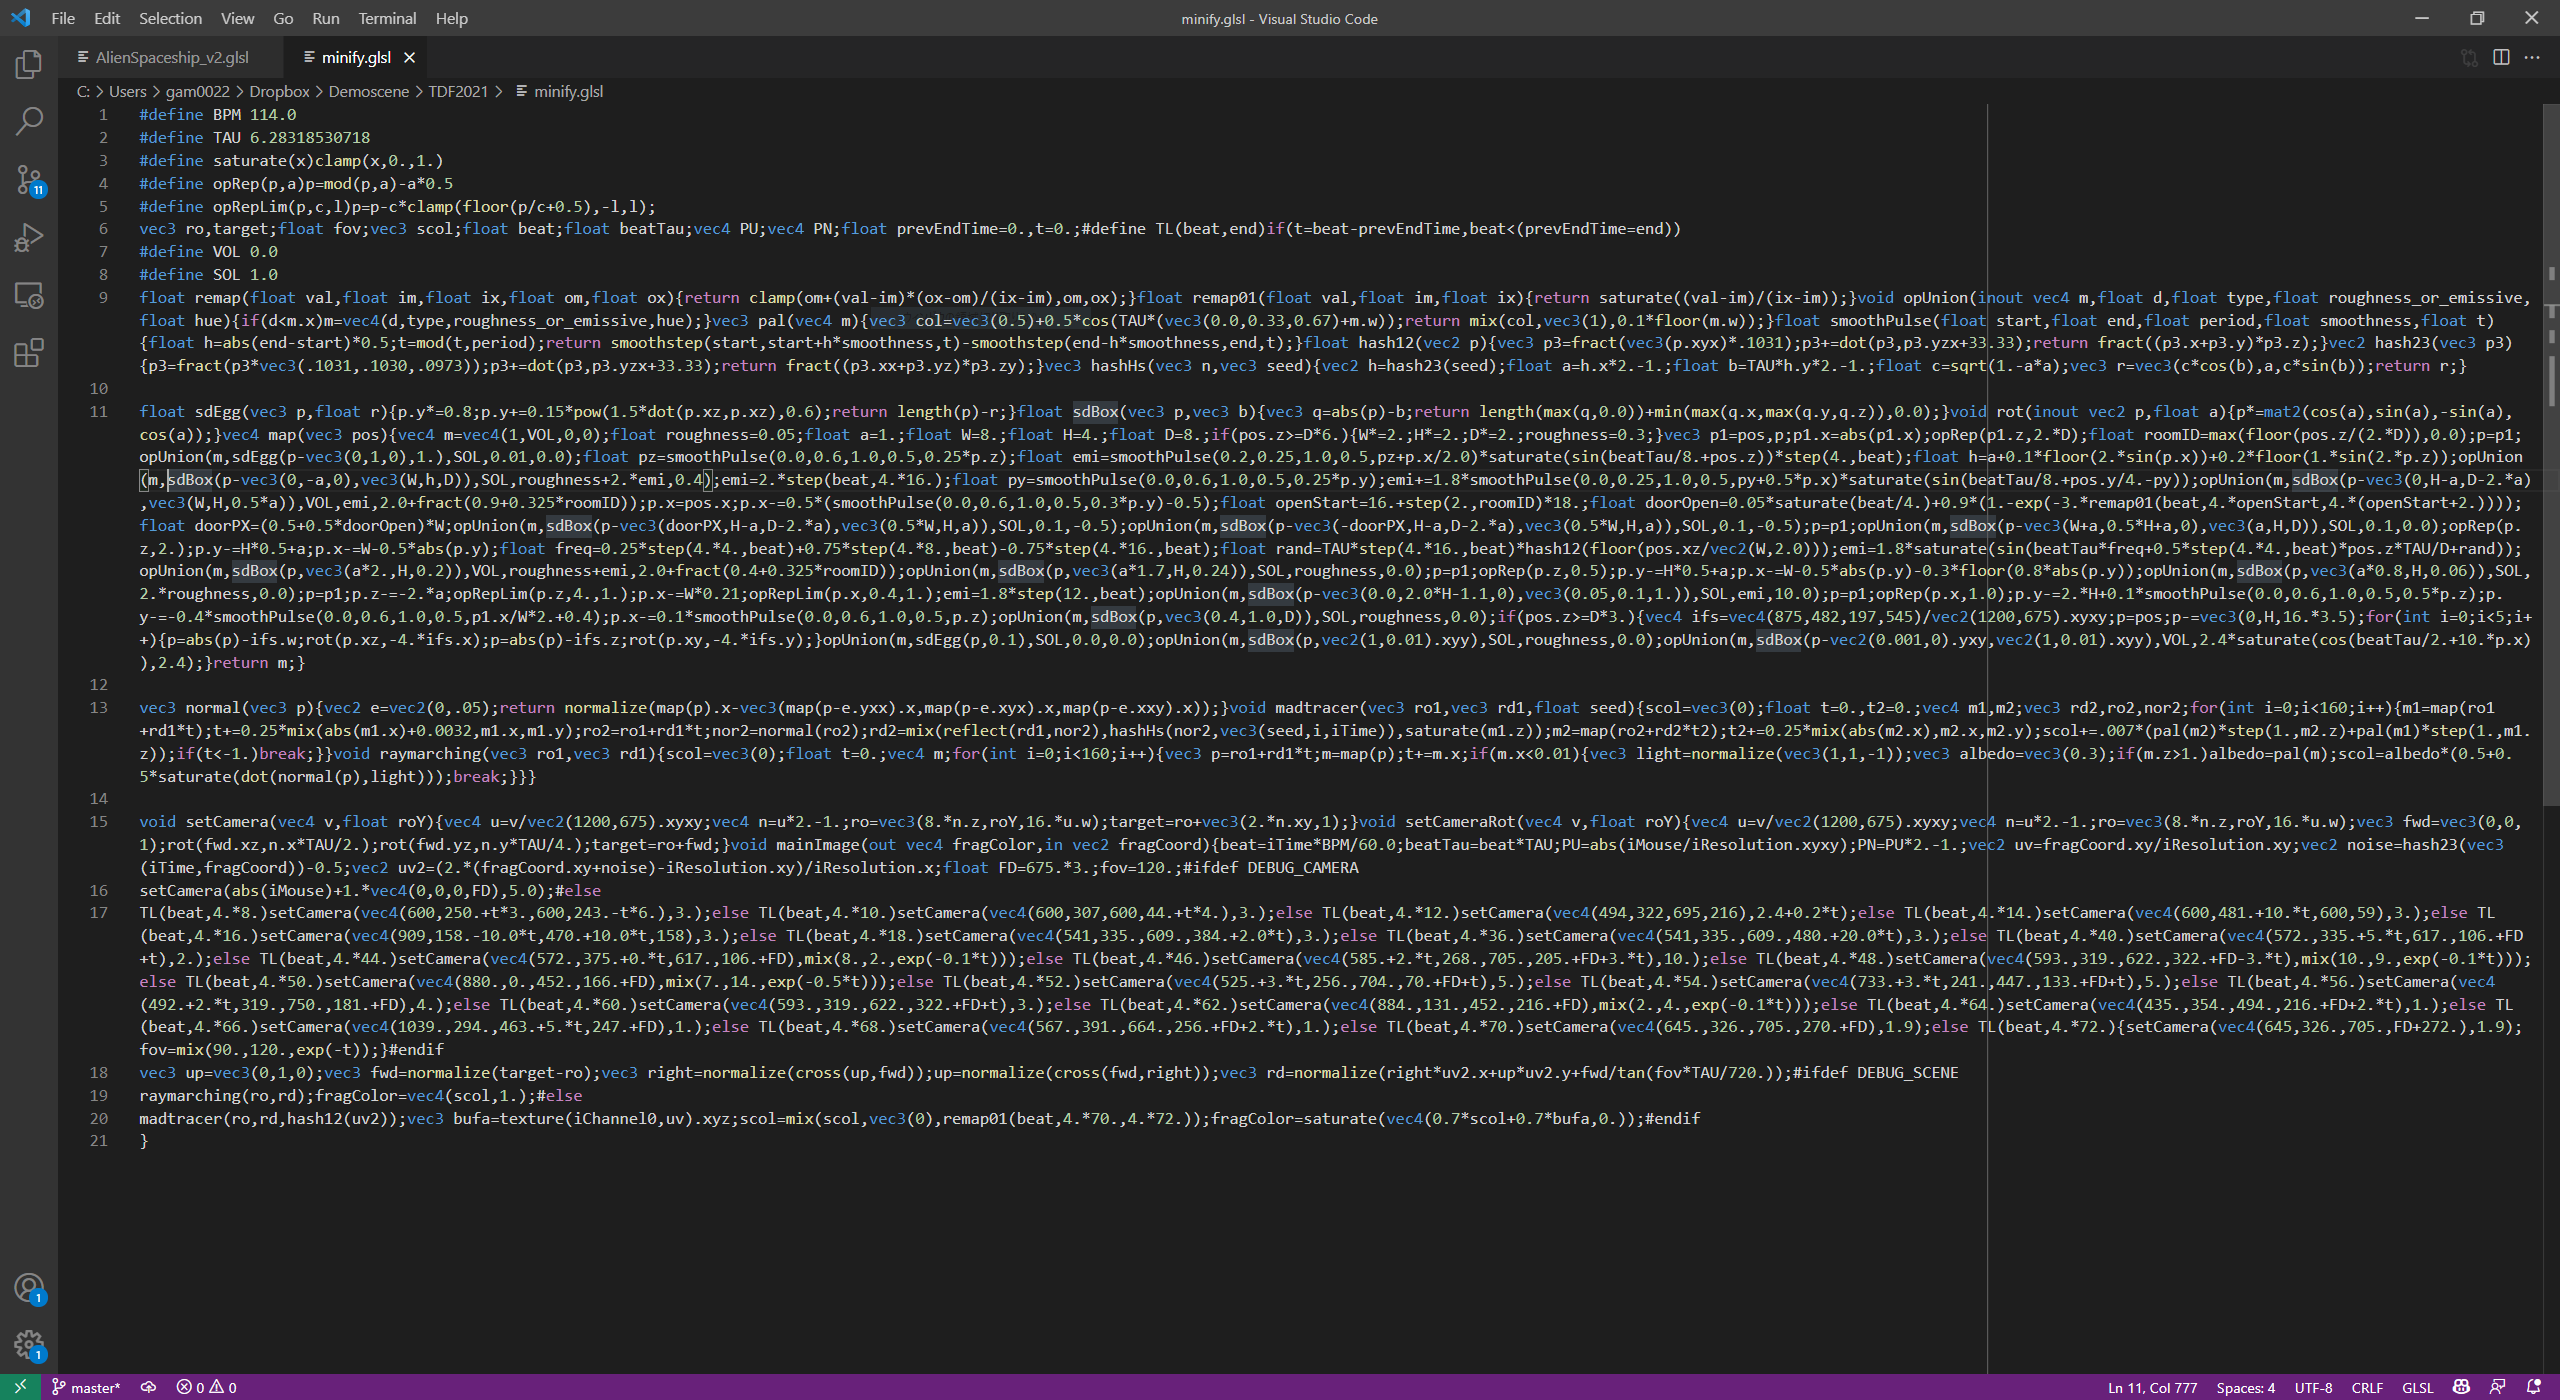 File Edit Selection View Go Run Terminal Help
minify.glsl - Visual Studio Code
AlienSpaceship_v2.glsl
minify.glsl
C: > Users > gam0022 > Dropbox > Demoscene > TDF2021 > minify.glsl
1 #define BPM 114.0
2 #define TAU 6.28318530718
3 #define saturate(x)clamp(x,0.,1.)
4 #define opRep(p,a)p=mod(p,a)-a*0.5
5 #define opRepLim(p,c,l)p=p-c*clamp(floor(p/c+0.5),-l,l);
6 vec3 ro,target;float fov;vec3 scol;float beat;float beatTau;vec4 PU;vec4 PN;float prevEndTime=0.,t=0.;#define TL(beat,end)if(t=beat-prevEndTime,beat<(prevEndTime=end))
7 #define VOL 0.0
8 #define SOL 1.0
9 float remap(float val,float im,float ix,float om,float ox){return clamp(om+(val-im)*(ox-om)/(ix-im),om,ox);}float remap01(float val,float im,float ix){return saturate((val-im)/(ix-im));}void opUnion(inout vec4 m,float d,float type,float roughness_or_emissive,
float hue){if(d<m.x)m=vec4(d,type,roughness_or_emissive,hue);}vec3 pal(vec4 m){vec3 col=vec3(0.5)+0.5*cos(TAU*(vec3(0.0,0.33,0.67)+m.w));return mix(col,vec3(1),0.1*floor(m.w));}float smoothPulse(float start,float end,float period,float smoothness,float t)
{float h=abs(end-start)*0.5;t=mod(t,period);return smoothstep(start,start+h*smoothness,t)-smoothstep(end-h*smoothness,end,t);}float hash12(vec2 p){vec3 p3=fract(vec3(p.xyx)*.1031);p3+=dot(p3,p3.yzx+33.33);return fract((p3.x+p3.y)*p3.z);}vec2 hash23(vec3 p3)
{p3=fract(p3*vec3(.1031,.1030,.0973));p3+=dot(p3,p3.yzx+33.33);return fract((p3.xx+p3.yz)*p3.zy);}vec3 hashHs(vec3 n,vec3 seed){vec2 h=hash23(seed);float a=h.x*2.-1.;float b=TAU*h.y*2.-1.;float c=sqrt(1.-a*a);vec3 r=vec3(c*cos(b),a,c*sin(b));return r;}
10
11 float sdEgg(vec3 p,float r){p.y*=0.8;p.y+=0.15*pow(1.5*dot(p.xz,p.xz),0.6);return length(p)-r;}float sdBox(vec3 p,vec3 b){vec3 q=abs(p)-b;return length(max(q,0.0))+min(max(q.x,max(q.y,q.z)),0.0);}void rot(inout vec2 p,float a){p*=mat2(cos(a),sin(a),-sin(a),
cos(a));}vec4 map(vec3 pos){vec4 m=vec4(1,VOL,0,0);float roughness=0.05;float a=1.;float W=8.;float H=4.;float D=8.;if(pos.z>=D*6.){W*=2.;H*=2.;D*=2.;roughness=0.3;}vec3 p1=pos,p;p1.x=abs(p1.x);opRep(p1.z,2.*D);float roomID=max(floor(pos.z/(2.*D)),0.0);p=p1;
opUnion(m,sdEgg(p-vec3(0,1,0),1.),SOL,0.01,0.0);float pz=smoothPulse(0.0,0.6,1.0,0.5,0.25*p.z);float emi=smoothPulse(0.2,0.25,1.0,0.5,pz+p.x/2.0)*saturate(sin(beatTau/8.+pos.z))*step(4.,beat);float h=a+0.1*floor(2.*sin(p.x))+0.2*floor(1.*sin(2.*p.z));opUnion
(m,sdBox(p-vec3(0,-a,0),vec3(W,h,D)),SOL,roughness+2.*emi,0.4);emi=2.*step(beat,4.*16.);float py=smoothPulse(0.0,0.6,1.0,0.5,0.25*p.y);emi+=1.8*smoothPulse(0.0,0.25,1.0,0.5,py+0.5*p.x)*saturate(sin(beatTau/8.+pos.y/4.-py));opUnion(m,sdBox(p-vec3(0,H-a,D-2.*a)
,vec3(W,H,0.5*a)),VOL,emi,2.0+fract(0.9+0.325*roomID));p.x=pos.x;p.x-=0.5*(smoothPulse(0.0,0.6,1.0,0.5,0.3*p.y)-0.5);float openStart=16.+step(2.,roomID)*18.;float doorOpen=0.05*saturate(beat/4.)+0.9*(1.-exp(-3.*remap01(beat,4.*openStart,4.*(openStart+2.))));
float doorPX=(0.5+0.5*doorOpen)*W;opUnion(m,sdBox(p-vec3(doorPX,H-a,D-2.*a),vec3(0.5*W,H,a)),SOL,0.1,-0.5);opUnion(m,sdBox(p-vec3(-doorPX,H-a,D-2.*a),vec3(0.5*W,H,a)),SOL,0.1,-0.5);p=p1;opUnion(m,sdBox(p-vec3(W+a,0.5*H+a,0),vec3(a,H,D)),SOL,0.1,0.0);opRep(p.
z,2.);p.y-=H*0.5+a;p.x-=W-0.5*abs(p.y);float freq=0.25*step(4.*4.,beat)+0.75*step(4.*8.,beat)-0.75*step(4.*16.,beat);float rand=TAU*step(4.*16.,beat)*hash12(floor(pos.xz/vec2(W,2.0)));emi=1.8*saturate(sin(beatTau*freq+0.5*step(4.*4.,beat)*pos.z*TAU/D+rand));
opUnion(m,sdBox(p,vec3(a*2.,H,0.2)),VOL,roughness+emi,2.0+fract(0.4+0.325*roomID));opUnion(m,sdBox(p,vec3(a*1.7,H,0.24)),SOL,roughness,0.0);p=p1;opRep(p.z,0.5);p.y-=H*0.5+a;p.x-=W-0.5*abs(p.y)-0.3*floor(0.8*abs(p.y));opUnion(m,sdBox(p,vec3(a*0.8,H,0.06)),SOL,
2.*roughness,0.0);p=p1;p.z-=-2.*a;opRepLim(p.z,4.,1.);p.x-=W*0.21;opRepLim(p.x,0.4,1.);emi=1.8*step(12.,beat);opUnion(m,sdBox(p-vec3(0.0,2.0*H-1.1,0),vec3(0.05,0.1,1.)),SOL,emi,10.0);p=p1;opRep(p.x,1.0);p.y-=2.*H+0.1*smoothPulse(0.0,0.6,1.0,0.5,0.5*p.z);p.
y-=-0.4*smoothPulse(0.0,0.6,1.0,0.5,p1.x/W*2.+0.4);p.x-=0.1*smoothPulse(0.0,0.6,1.0,0.5,p.z);opUnion(m,sdBox(p,vec3(0.4,1.0,D)),SOL,roughness,0.0);if(pos.z>=D*3.){vec4 ifs=vec4(875,482,197,545)/vec2(1200,675).xyxy;p=pos;p-=vec3(0,H,16.*3.5);for(int i=0;i<5;i+
+){p=abs(p)-ifs.w;rot(p.xz,-4.*ifs.x);p=abs(p)-ifs.z;rot(p.xy,-4.*ifs.y);}opUnion(m,sdEgg(p,0.1),SOL,0.0,0.0);opUnion(m,sdBox(p,vec2(1,0.01).xyy),SOL,roughness,0.0);opUnion(m,sdBox(p-vec2(0.001,0).yxy,vec2(1,0.01).xyy),VOL,2.4*saturate(cos(beatTau/2.+10.*p.x)
),2.4);}return m;}
12
13 vec3 normal(vec3 p){vec2 e=vec2(0,.05);return normalize(map(p).x-vec3(map(p-e.yxx).x,map(p-e.xyx).x,map(p-e.xxy).x));}void madtracer(vec3 ro1,vec3 rd1,float seed){scol=vec3(0);float t=0.,t2=0.;vec4 m1,m2;vec3 rd2,ro2,nor2;for(int i=0;i<160;i++){m1=map(ro1
+rd1*t);t+=0.25*mix(abs(m1.x)+0.0032,m1.x,m1.y);ro2=ro1+rd1*t;nor2=normal(ro2);rd2=mix(reflect(rd1,nor2),hashHs(nor2,vec3(seed,i,iTime)),saturate(m1.z));m2=map(ro2+rd2*t2);t2+=0.25*mix(abs(m2.x),m2.x,m2.y);scol+=.007*(pal(m2)*step(1.,m2.z)+pal(m1)*step(1.,m1.
z));if(t<-1.)break;}}void raymarching(vec3 ro1,vec3 rd1){scol=vec3(0);float t=0.;vec4 m;for(int i=0;i<160;i++){vec3 p=ro1+rd1*t;m=map(p);t+=m.x;if(m.x<0.01){vec3 light=normalize(vec3(1,1,-1));vec3 albedo=vec3(0.3);if(m.z>1.)albedo=pal(m);scol=albedo*(0.5+0.
5*saturate(dot(normal(p),light)));break;}}}
14
15 void setCamera(vec4 v,float roY){vec4 u=v/vec2(1200,675).xyxy;vec4 n=u*2.-1.;ro=vec3(8.*n.z,roY,16.*u.w);target=ro+vec3(2.*n.xy,1);}void setCameraRot(vec4 v,float roY){vec4 u=v/vec2(1200,675).xyxy;vec4 n=u*2.-1.;ro=vec3(8.*n.z,roY,16.*u.w);vec3 fwd=vec3(0,0,
1);rot(fwd.xz,n.x*TAU/2.);rot(fwd.yz,n.y*TAU/4.);target=ro+fwd;}void mainImage(out vec4 fragColor,in vec2 fragCoord){beat=iTime*BPM/60.0;beatTau=beat*TAU;PU=abs(iMouse/iResolution.xyxy);PN=PU*2.-1.;vec2 uv=fragCoord.xy/iResolution.xy;vec2 noise=hash23(vec3
(iTime,fragCoord))-0.5;vec2 uv2=(2.*(fragCoord.xy+noise)-iResolution.xy)/iResolution.x;float FD=675.*3.;fov=120.;#ifdef DEBUG_CAMERA
16 setCamera(abs(iMouse)+1.*vec4(0,0,0,FD),5.0);#else
17 TL(beat,4.*8.)setCamera(vec4(600,250.+t*3.,600,243.-t*6.),3.);else TL(beat,4.*10.)setCamera(vec4(600,307,600,44.+t*4.),3.);else TL(beat,4.*12.)setCamera(vec4(494,322,695,216),2.4+0.2*t);else TL(beat,4.*14.)setCamera(vec4(600,481.+10.*t,600,59),3.);else TL
(beat,4.*16.)setCamera(vec4(909,158.-10.0*t,470.+10.0*t,158),3.);else TL(beat,4.*18.)setCamera(vec4(541,335.,609.,384.+2.0*t),3.);else TL(beat,4.*36.)setCamera(vec4(541,335.,609.,480.+20.0*t),3.);else TL(beat,4.*40.)setCamera(vec4(572.,335.+5.*t,617.,106.+FD
+t),2.);else TL(beat,4.*44.)setCamera(vec4(572.,375.+0.*t,617.,106.+FD),mix(8.,2.,exp(-0.1*t)));else TL(beat,4.*46.)setCamera(vec4(585.+2.*t,268.,705.,205.+FD+3.*t),10.);else TL(beat,4.*48.)setCamera(vec4(593.,319.,622.,322.+FD-3.*t),mix(10.,9.,exp(-0.1*t)));
else TL(beat,4.*50.)setCamera(vec4(880.,0.,452.,166.+FD),mix(7.,14.,exp(-0.5*t)));else TL(beat,4.*52.)setCamera(vec4(525.+3.*t,256.,704.,70.+FD+t),5.);else TL(beat,4.*54.)setCamera(vec4(733.+3.*t,241.,447.,133.+FD+t),5.);else TL(beat,4.*56.)setCamera(vec4
(492.+2.*t,319.,750.,181.+FD),4.);else TL(beat,4.*60.)setCamera(vec4(593.,319.,622.,322.+FD+t),3.);else TL(beat,4.*62.)setCamera(vec4(884.,131.,452.,216.+FD),mix(2.,4.,exp(-0.1*t)));else TL(beat,4.*64.)setCamera(vec4(435.,354.,494.,216.+FD+2.*t),1.);else TL
(beat,4.*66.)setCamera(vec4(1039.,294.,463.+5.*t,247.+FD),1.);else TL(beat,4.*68.)setCamera(vec4(567.,391.,664.,256.+FD+2.*t),1.);else TL(beat,4.*70.)setCamera(vec4(645.,326.,705.,270.+FD),1.9);else TL(beat,4.*72.){setCamera(vec4(645,326.,705.,FD+272.),1.9);
fov=mix(90.,120.,exp(-t));}#endif
18 vec3 up=vec3(0,1,0);vec3 fwd=normalize(target-ro);vec3 right=normalize(cross(up,fwd));up=normalize(cross(fwd,right));vec3 rd=normalize(right*uv2.x+up*uv2.y+fwd/tan(fov*TAU/720.));#ifdef DEBUG_SCENE
19 raymarching(ro,rd);fragColor=vec4(scol,1.);#else
20 madtracer(ro,rd,hash12(uv2));vec3 bufa=texture(iChannel0,uv).xyz;scol=mix(scol,vec3(0),remap01(beat,4.*70.,4.*72.));fragColor=saturate(vec4(0.7*scol+0.7*bufa,0.));#endif
21 }
11
1
1
master* 0 0 Ln 11, Col 777 Spaces: 4 UTF-8 CRLF GLSL